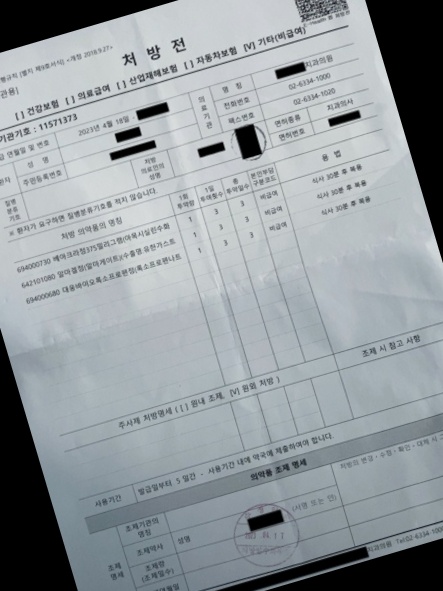 행규칙 [별지 제9호서식] <개정 2018.9.27>
처 방 전
관용]
[ ] 건강보험 [ ] 의료급여 [ ] 산업재해보험 [ ] 자동차보험 [V] 기타(비급여)
기관번호 : 11571373
2023년 4월 18일 -
의료기관
명 칭
치과의원
전화번호
02-6334-1000
팩스번호
02-6334-1020
성 명
주민등록번호
처방 의료인의 성명
면허종류
치과의사
면허번호
질병 분류 기호
※ 환자가 요구하면 질병분류기호를 적지 않습니다.
처방 의약품의 명칭
1회 투약량
1일 투여횟수
총 투약일수
본인부담 구분코드
용 법
694000730 베아크라정375밀리그램(아목시실린수화 1 3 3 비급여 식사 30분 후 복용
642101080 알마겔정(알마게이트)(수출명:유한가스트 1 3 3 비급여 식사 30분 후 복용
694000680 대웅바이오록소프로펜정(록소프로펜나트 1 3 3 비급여 식사 30분 후 복용
주사제 처방명세 ( [ ] 원내 조제, [V] 원외 처방 )
조제 시 참고 사항
사용기간
발급일부터 5 일간 - 사용기간 내에 약국에 제출하여야 합니다.
의약품 조제 명세
조제 명세
조제기관의 명칭
처방의 변경·수정·확인·대체 시
조제약사
성명
(서명 또는 인)
조제량 (조제일수)
치과의원 Tel:02-6334-100